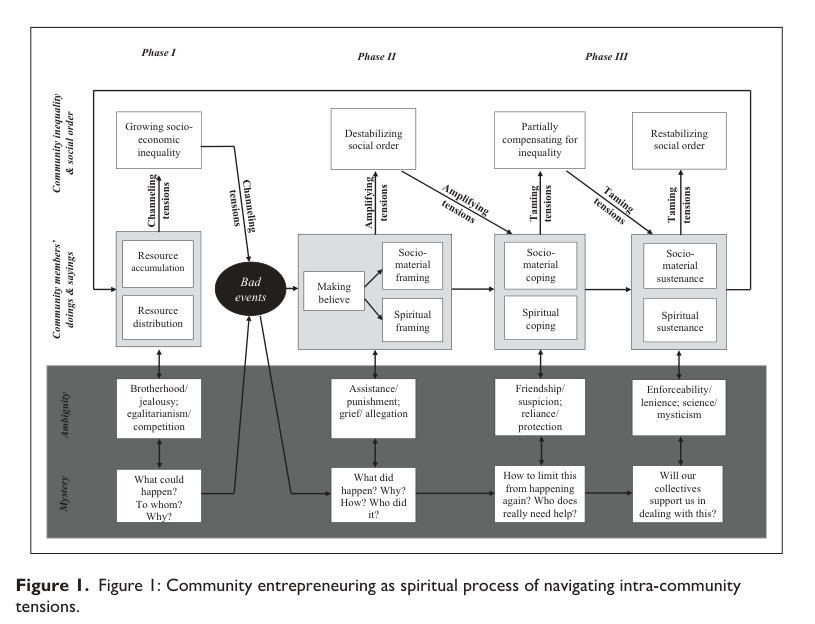 Phase I
Phase II
Phase III
Community inequality
& social order
Growing socio-
economic
inequality
Destabilizing
social order
Partially
compensating for
inequality
Restabilizing
social order
Channeling
tensions
Channeling
tensions
Amplifying
tensions
Amplifying
tensions
Taming
tensions
Taming
tensions
Taming
tensions
Community members'
doings & sayings
Resource
accumulation
Resource
distribution
Bad
events
Making
believe
Socio-
material
framing
Spiritual
framing
Socio-
material
coping
Spiritual
coping
Socio-
material
sustenance
Spiritual
sustenance
Ambiguity
Brotherhood/
jealousy;
egalitarianism/
competition
Assistance/
punishment;
grief/ allegation
Friendship/
suspicion;
reliance/
protection
Enforceability/
lenience; science/
mysticism
Mystery
What could
happen?
To whom?
Why?
What did
happen? Why?
How? Who did
it?
How to limit this
from happening
again? Who does
really need help?
Will our
collectives
support us in
dealing with this?
Figure 1. Figure 1: Community entrepreneuring as spiritual process of navigating intra-community
tensions.